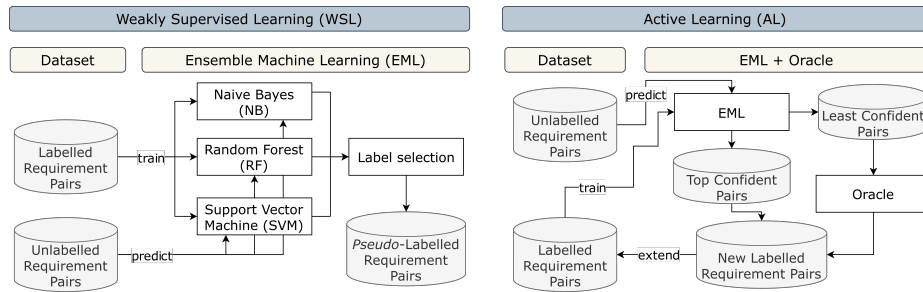 Weakly Supervised Learning (WSL)
Dataset
Ensemble Machine Learning (EML)
Naive Bayes
(NB)
Labelled
Requirement
Pairs
train
Random Forest
(RF)
Label selection
Support Vector
Machine (SVM)
Unlabelled
Requirement
Pairs
predict
Pseudo-Labelled
Requirement
Pairs
Active Learning (AL)
Dataset
EML + Oracle
predict
Unlabelled
Requirement
Pairs
EML
Least Confident
Pairs
Top Confident
Pairs
train
Oracle
Labelled
Requirement
Pairs
extend
New Labelled
Requirement Pairs